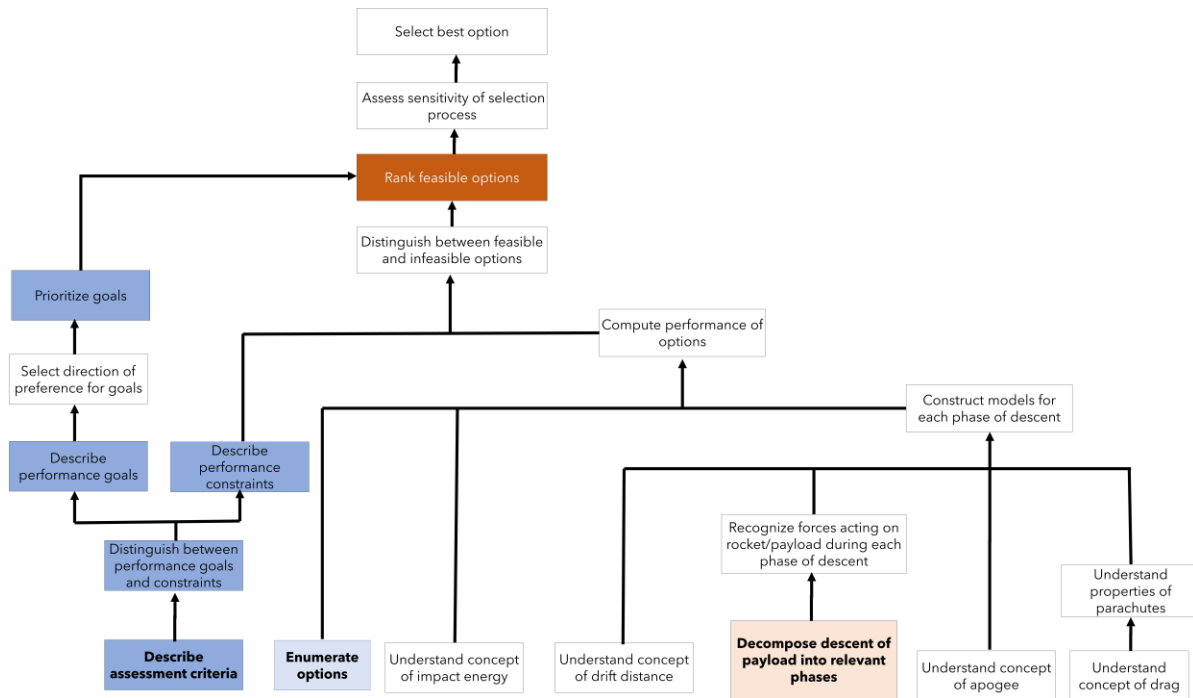 Select best option
Assess sensitivity of selection
process
Rank feasible options
Distinguish between feasible
and infeasible options
Prioritize goals
Compute performance of
options
Select direction of
preference for goals
Construct models for
each phase of descent
Describe
performance goals
Describe
performance
constraints
Recognize forces acting on
rocket/payload during each
phase of descent
Distinguish between
performance goals
and constraints
Understand
properties of
parachutes
Describe
assessment criteria
Enumerate
options
Understand concept
of impact energy
Understand concept of
drift distance
Decompose descent of
payload into relevant
phases
Understand concept
of apogee
Understand
concept of drag